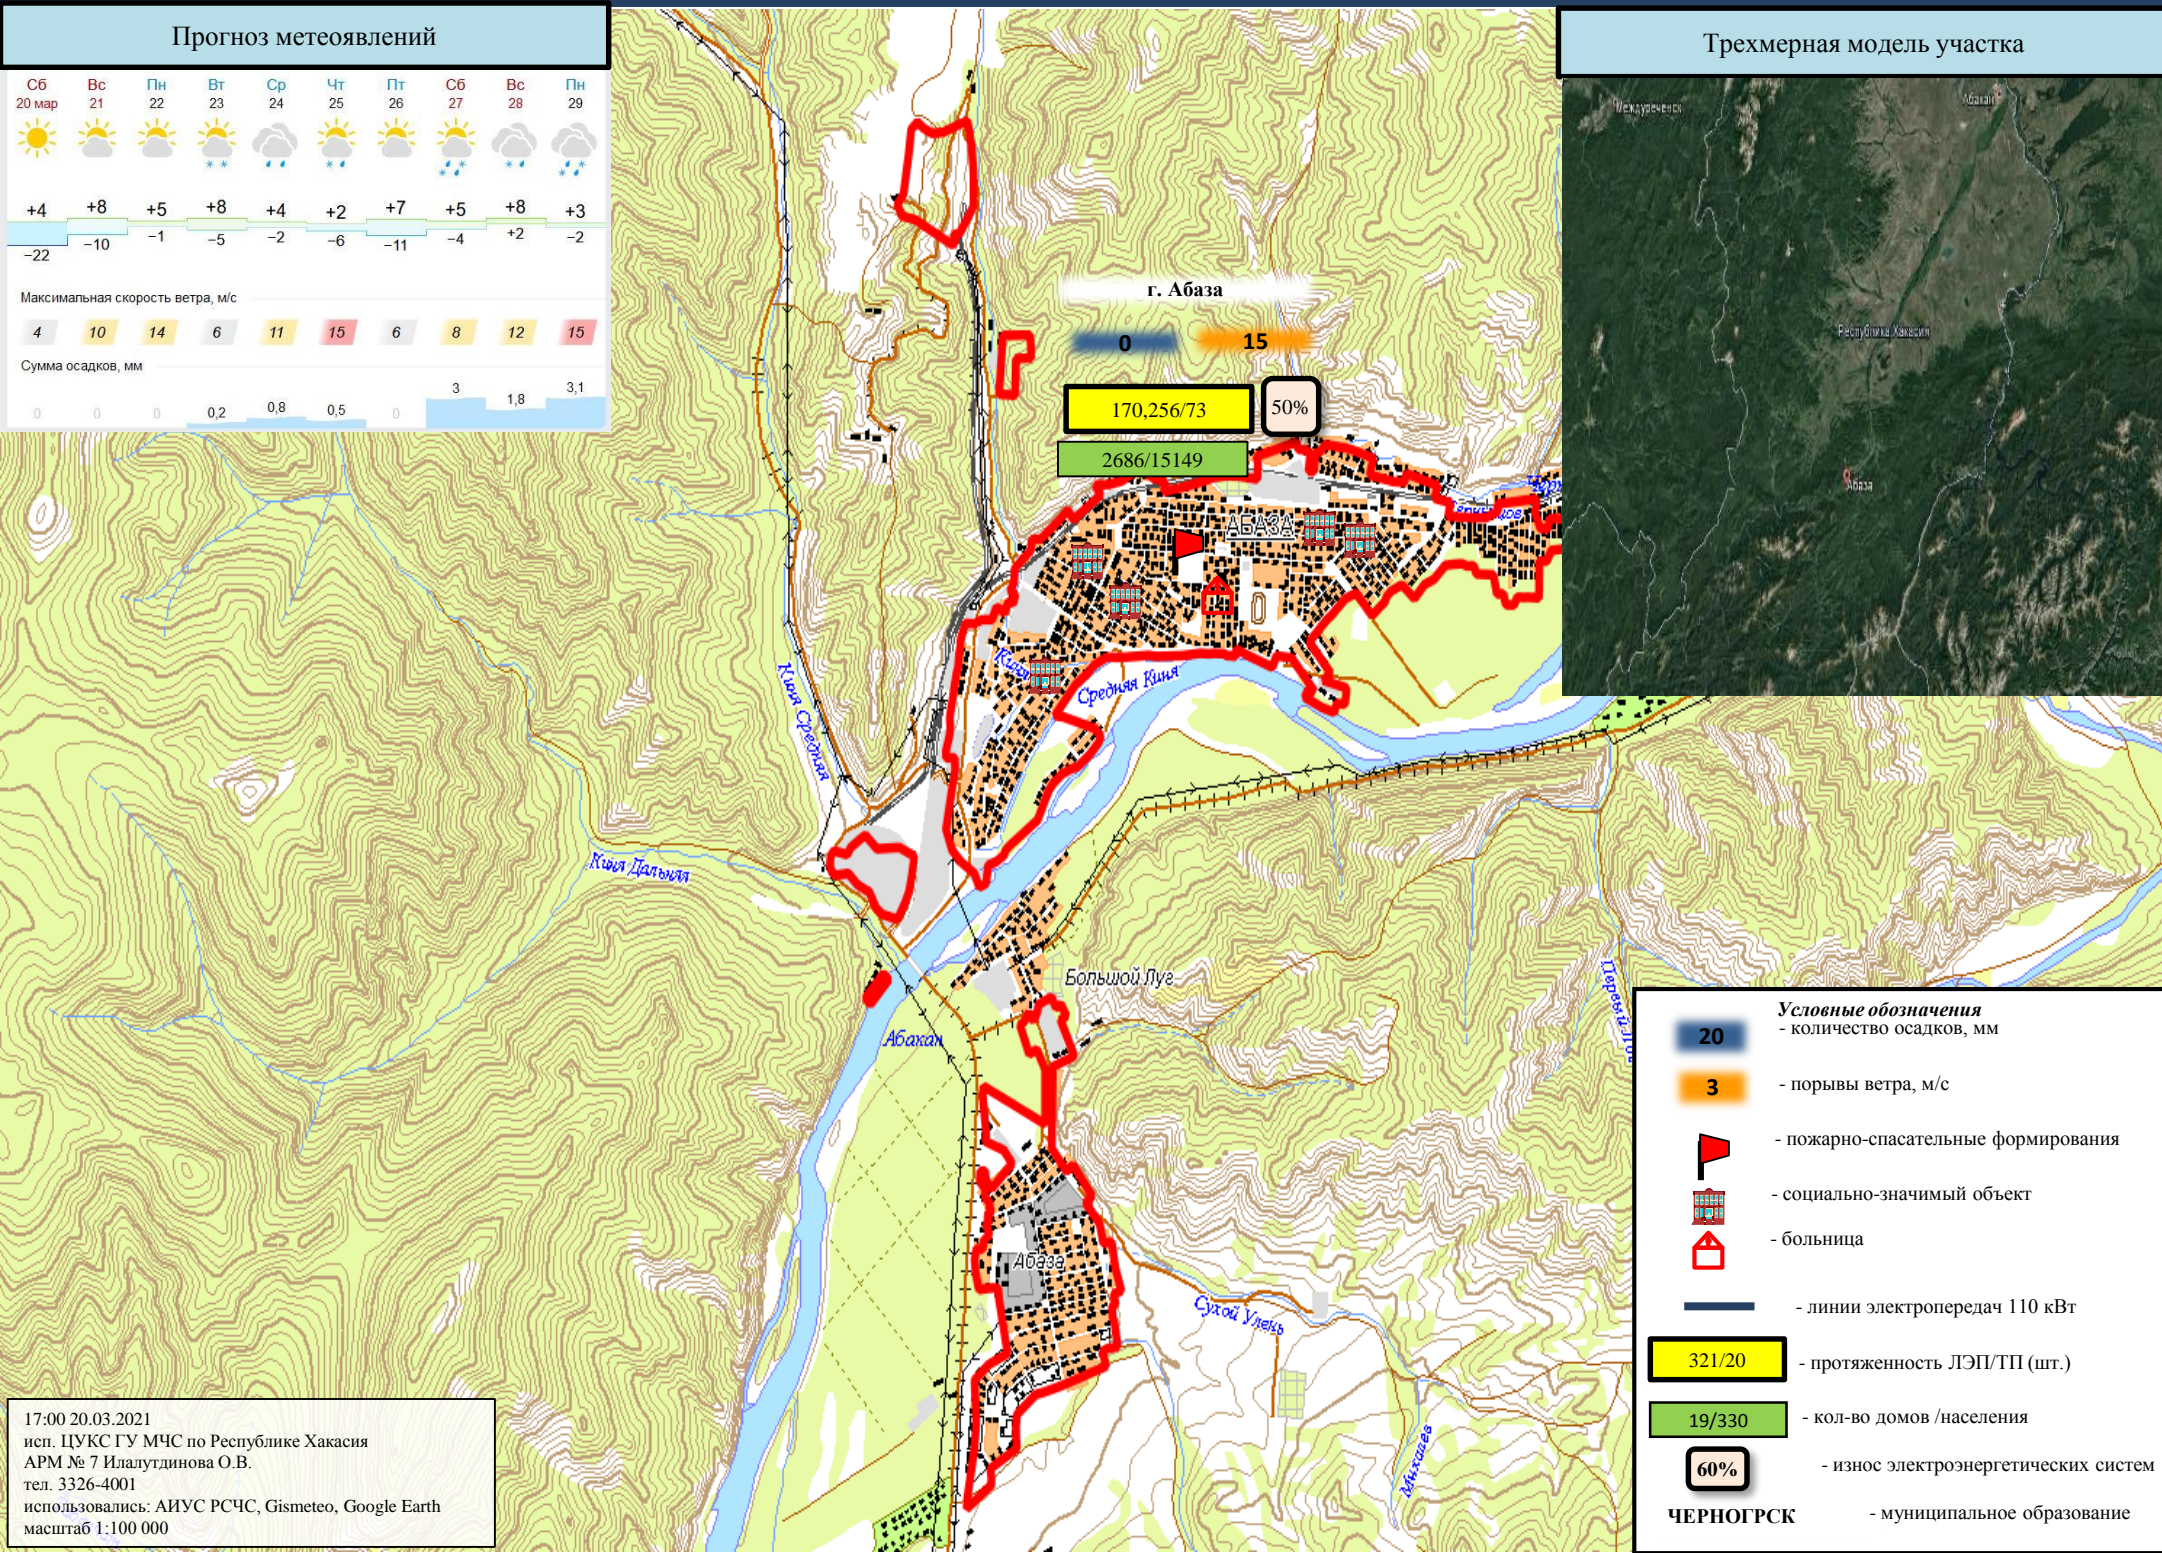 Прогноз метеоявлений
Сб Вс Пн Вт Ср Чт Пт Сб Вс Пн
20 мар 21 22 23 24 25 26 27 28 29
+4 +8 +5 +8 +4 +2 +7 +5 +8 +3
−22 −10 −1 −5 −2 −6 −11 −4 +2 −2
Максимальная скорость ветра, м/с
4 10 14 6 11 15 6 8 12 15
Сумма осадков, мм
0 0 0 0,2 0,8 0,5 0 3 1,8 3,1
Трехмерная модель участка
Междуреченск
Абакан
Республика Хакасия
Абаза
г. Абаза
0 15
170,256/73 50%
2686/15149
АБАЗА
Средняя Киня
Киня Средняя
Киня Дальняя
Большой Луг
Абакан
Абаза
Сухой Улень
Михалев
Условные обозначения
20 - количество осадков, мм
3 - порывы ветра, м/с
- пожарно-спасательные формирования
- социально-значимый объект
- больница
- линии электропередач 110 кВт
321/20 - протяженность ЛЭП/ТП (шт.)
19/330 - кол-во домов /населения
60% - износ электроэнергетических систем
ЧЕРНОГРСК - муниципальное образование
17:00 20.03.2021
исп. ЦУКС ГУ МЧС по Республике Хакасия
АРМ № 7 Илалутдинова О.В.
тел. 3326-4001
использовались: АИУС РСЧС, Gismeteo, Google Earth
масштаб 1:100 000